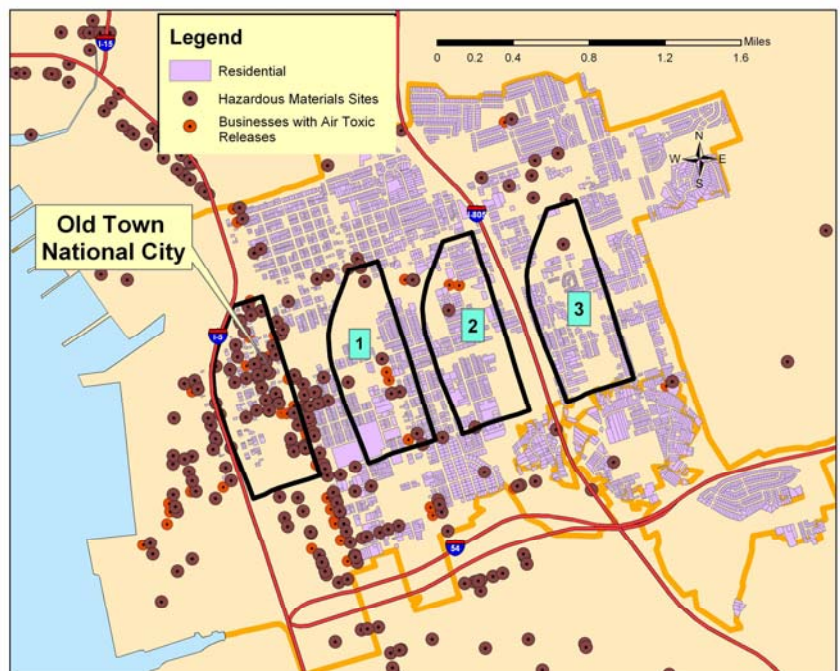 Legend
Residential
Hazardous Materials Sites
Businesses with Air Toxic
Releases
Miles
0 0.2 0.4 0.8 1.2 1.6
N
W E
S
I-15
I-805
Old Town
National City
I-5
1
2
3
54